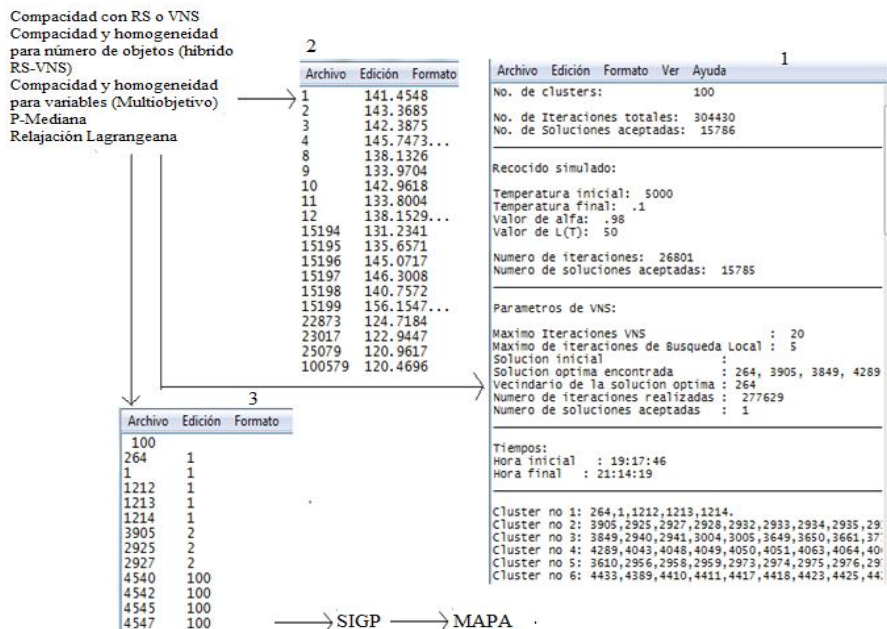 Compacidad con RS o VNS
Compacidad y homogeneidad
para número de objetos (híbrido
RS-VNS)
Compacidad y homogeneidad
para variables (Multiobjetivo)
P-Mediana
Relajación Lagrangeana
2
Archivo Edición Formato
1 141.4548
2 143.3685
3 142.3875
4 145.7473...
8 138.1326
9 133.9704
10 142.9618
11 133.8004
12 138.1529...
15194 131.2341
15195 135.6571
15196 145.0717
15197 146.3008
15198 140.7572
15199 156.1547...
22873 124.7184
23017 122.9447
25079 120.9617
100579 120.4696
1
Archivo Edición Formato Ver Ayuda
No. de clusters: 100
No. de Iteraciones totales: 304430
No. de Soluciones aceptadas: 15786
Recocido simulado:
Temperatura inicial: 5000
Temperatura final: .1
Valor de alfa: .98
Valor de L(T): 50
Numero de iteraciones: 26801
Numero de soluciones aceptadas: 15785
Parametros de VNS:
Maximo Iteraciones VNS : 20
Maximo de iteraciones de Busqueda Local : 5
Solucion inicial :
Solucion optima encontrada : 264, 3905, 3849, 4289
Vecindario de la solucion optima : 264
Numero de iteraciones realizadas : 277629
Numero de soluciones aceptadas : 1
Tiempos:
Hora inicial : 19:17:46
Hora final : 21:14:19
Cluster no 1: 264,1,1212,1213,1214.
Cluster no 2: 3905,2925,2927,2928,2932,2933,2934,2935,29
Cluster no 3: 3849,2940,2941,3004,3005,3649,3650,3661,37
Cluster no 4: 4289,4043,4048,4049,4050,4051,4063,4064,40
Cluster no 5: 3610,2956,2958,2959,2973,2974,2975,2976,29
Cluster no 6: 4433,4389,4410,4411,4417,4418,4423,4425,44
3
Archivo Edición Formato
100
264 1
1 1
1212 1
1213 1
1214 1
3905 2
2925 2
2927 2
4540 100
4542 100
4545 100
4547 100
SIGP MAPA